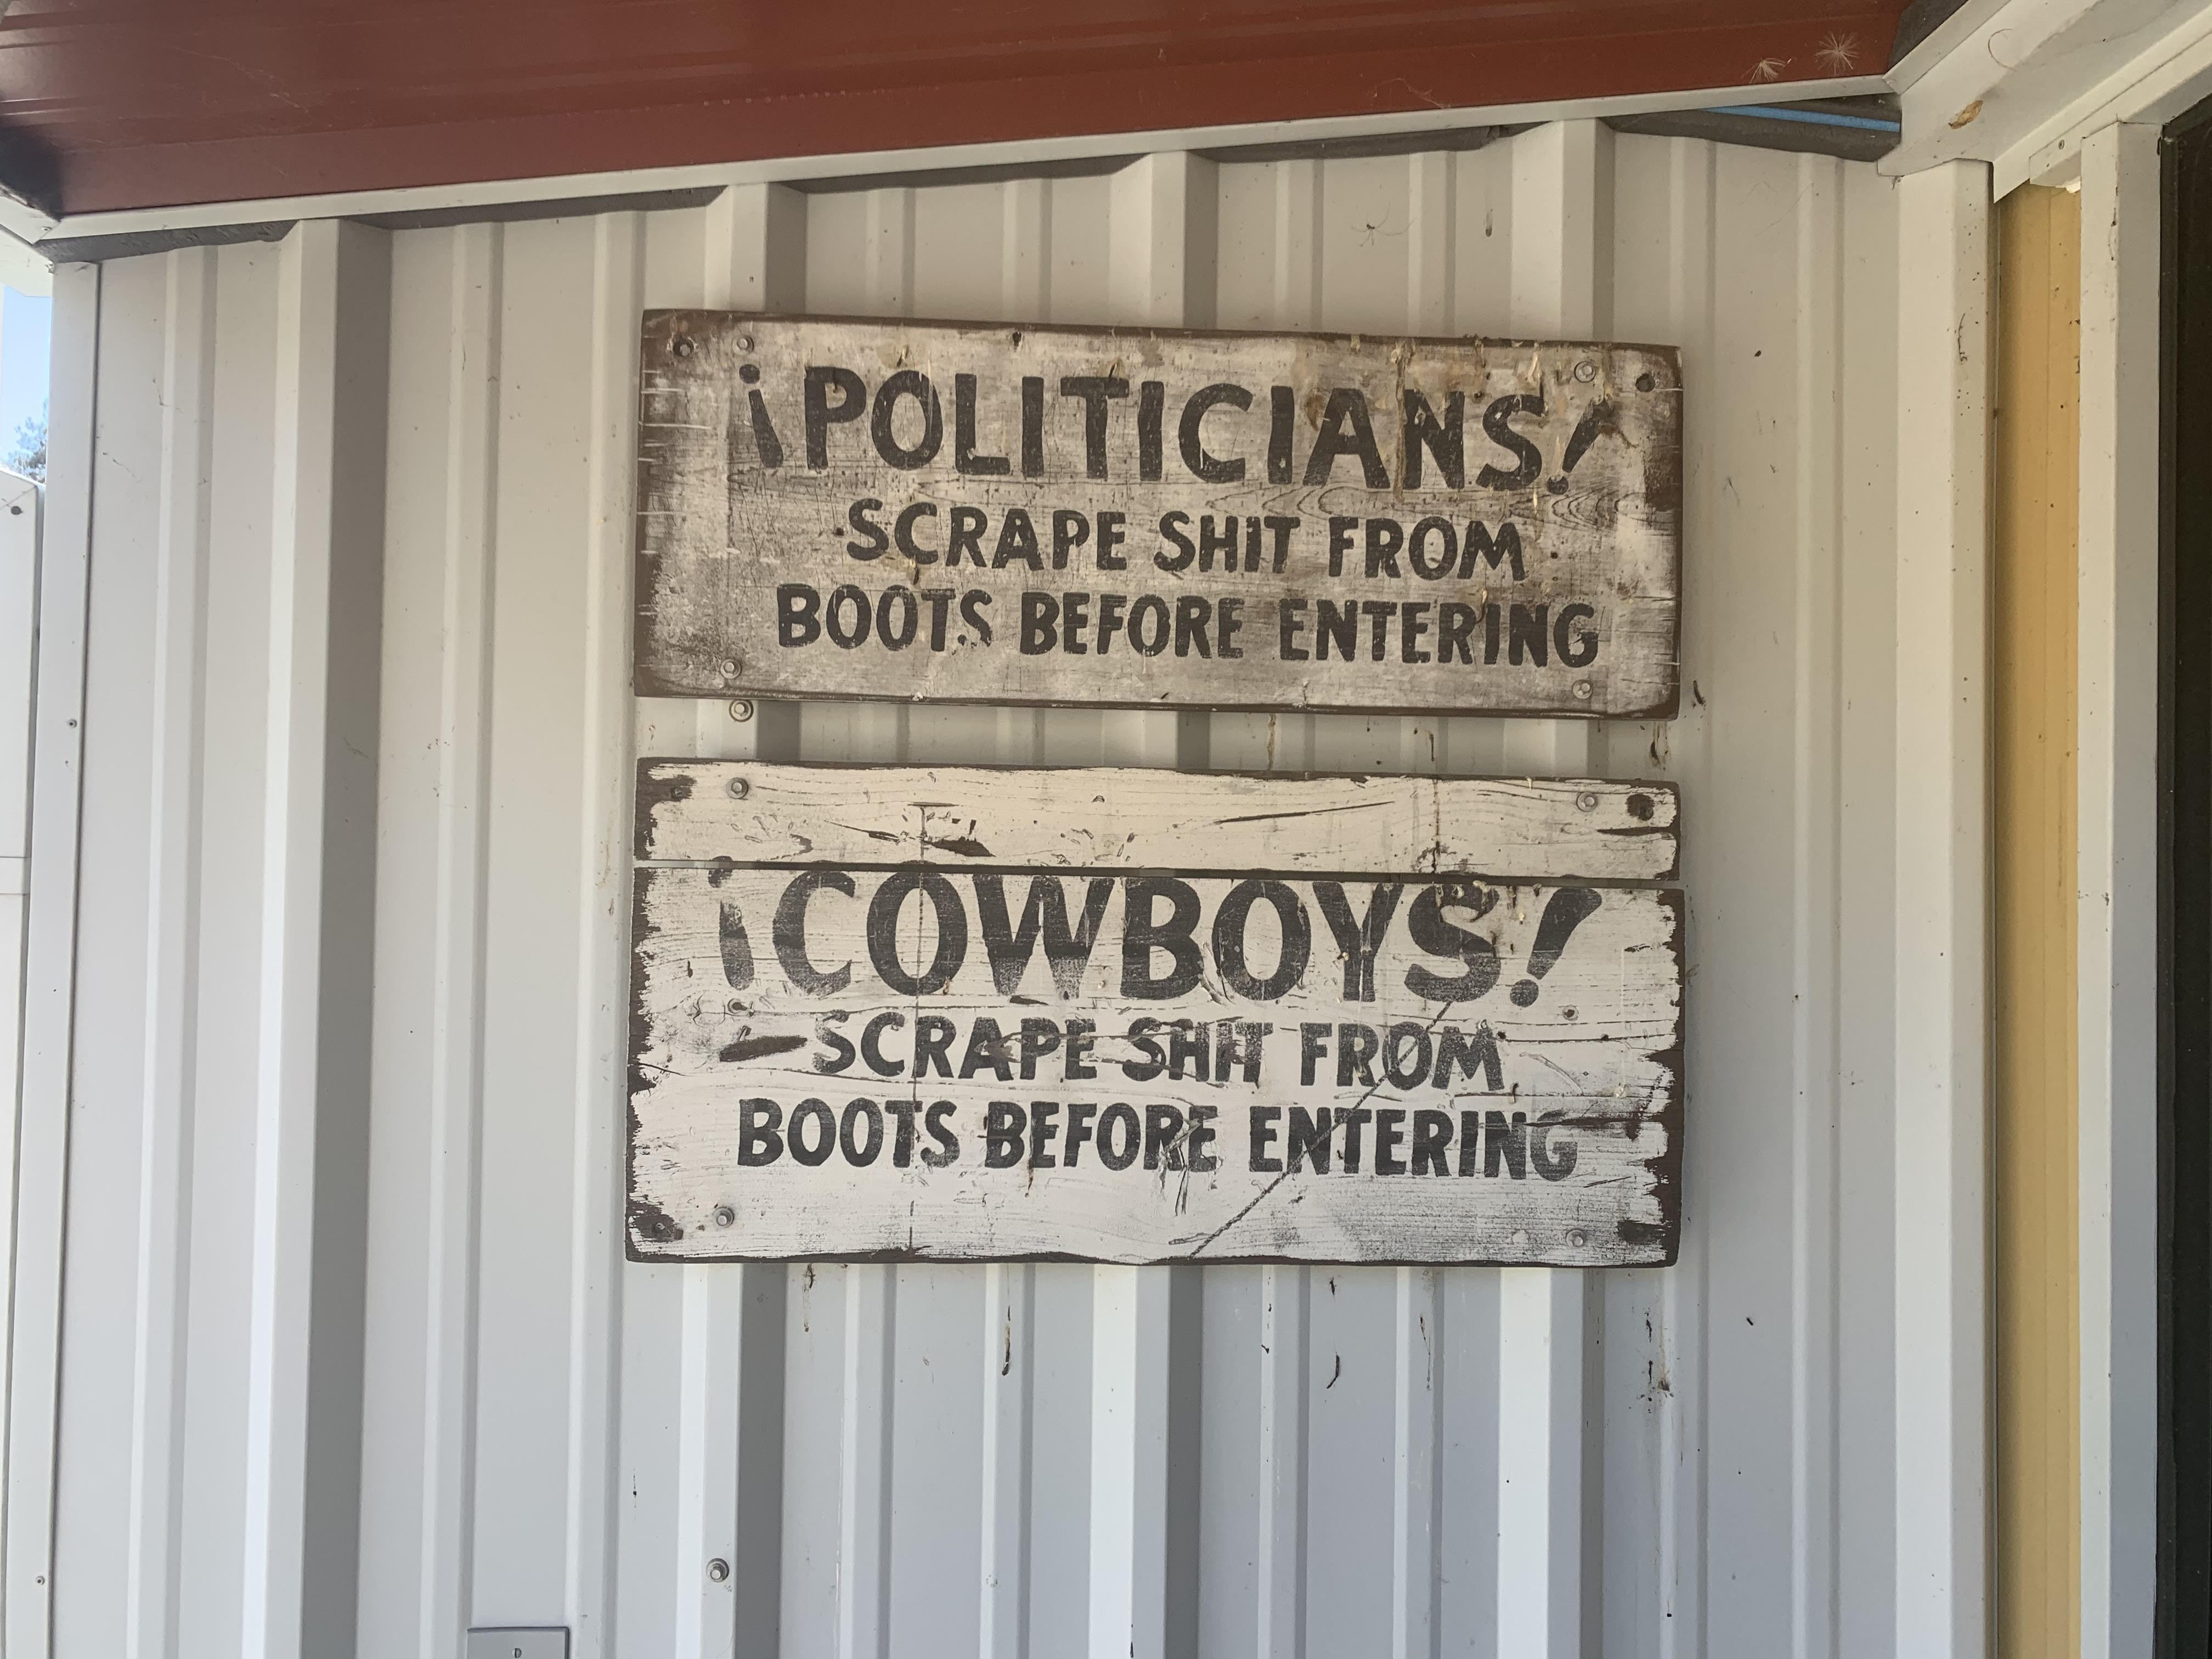 ¡POLITICIANS!
SCRAPE SHIT FROM
BOOTS BEFORE ENTERING
¡COWBOYS!
SCRAPE SHIT FROM
BOOTS BEFORE ENTERING